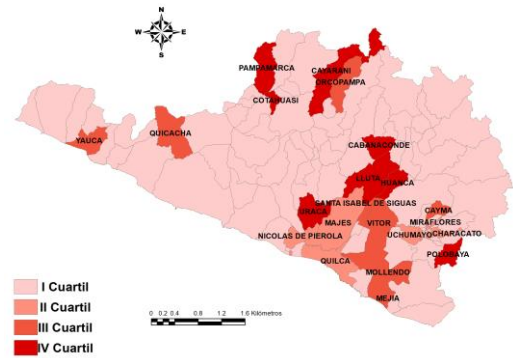 N
W E
S
PAMPAMARCA
CAYARANI
ORCOPAMPA
COTAHUASI
QUICACHA
YAUCA
CABANACONDE
LLUTA
HUANCA
SANTA ISABEL DE SIGUAS
URACA
MAJES
VITOR
CAYMA
MIRAFLORES
NICOLAS DE PIEROLA
UCHUMAYO
CHARACATO
POLOBAYA
QUILCA
MOLLENDO
MEJIA
I Cuartil
II Cuartil
III Cuartil
IV Cuartil
0 0.2 0.4 0.8 1.2 1.6 Kilómetros